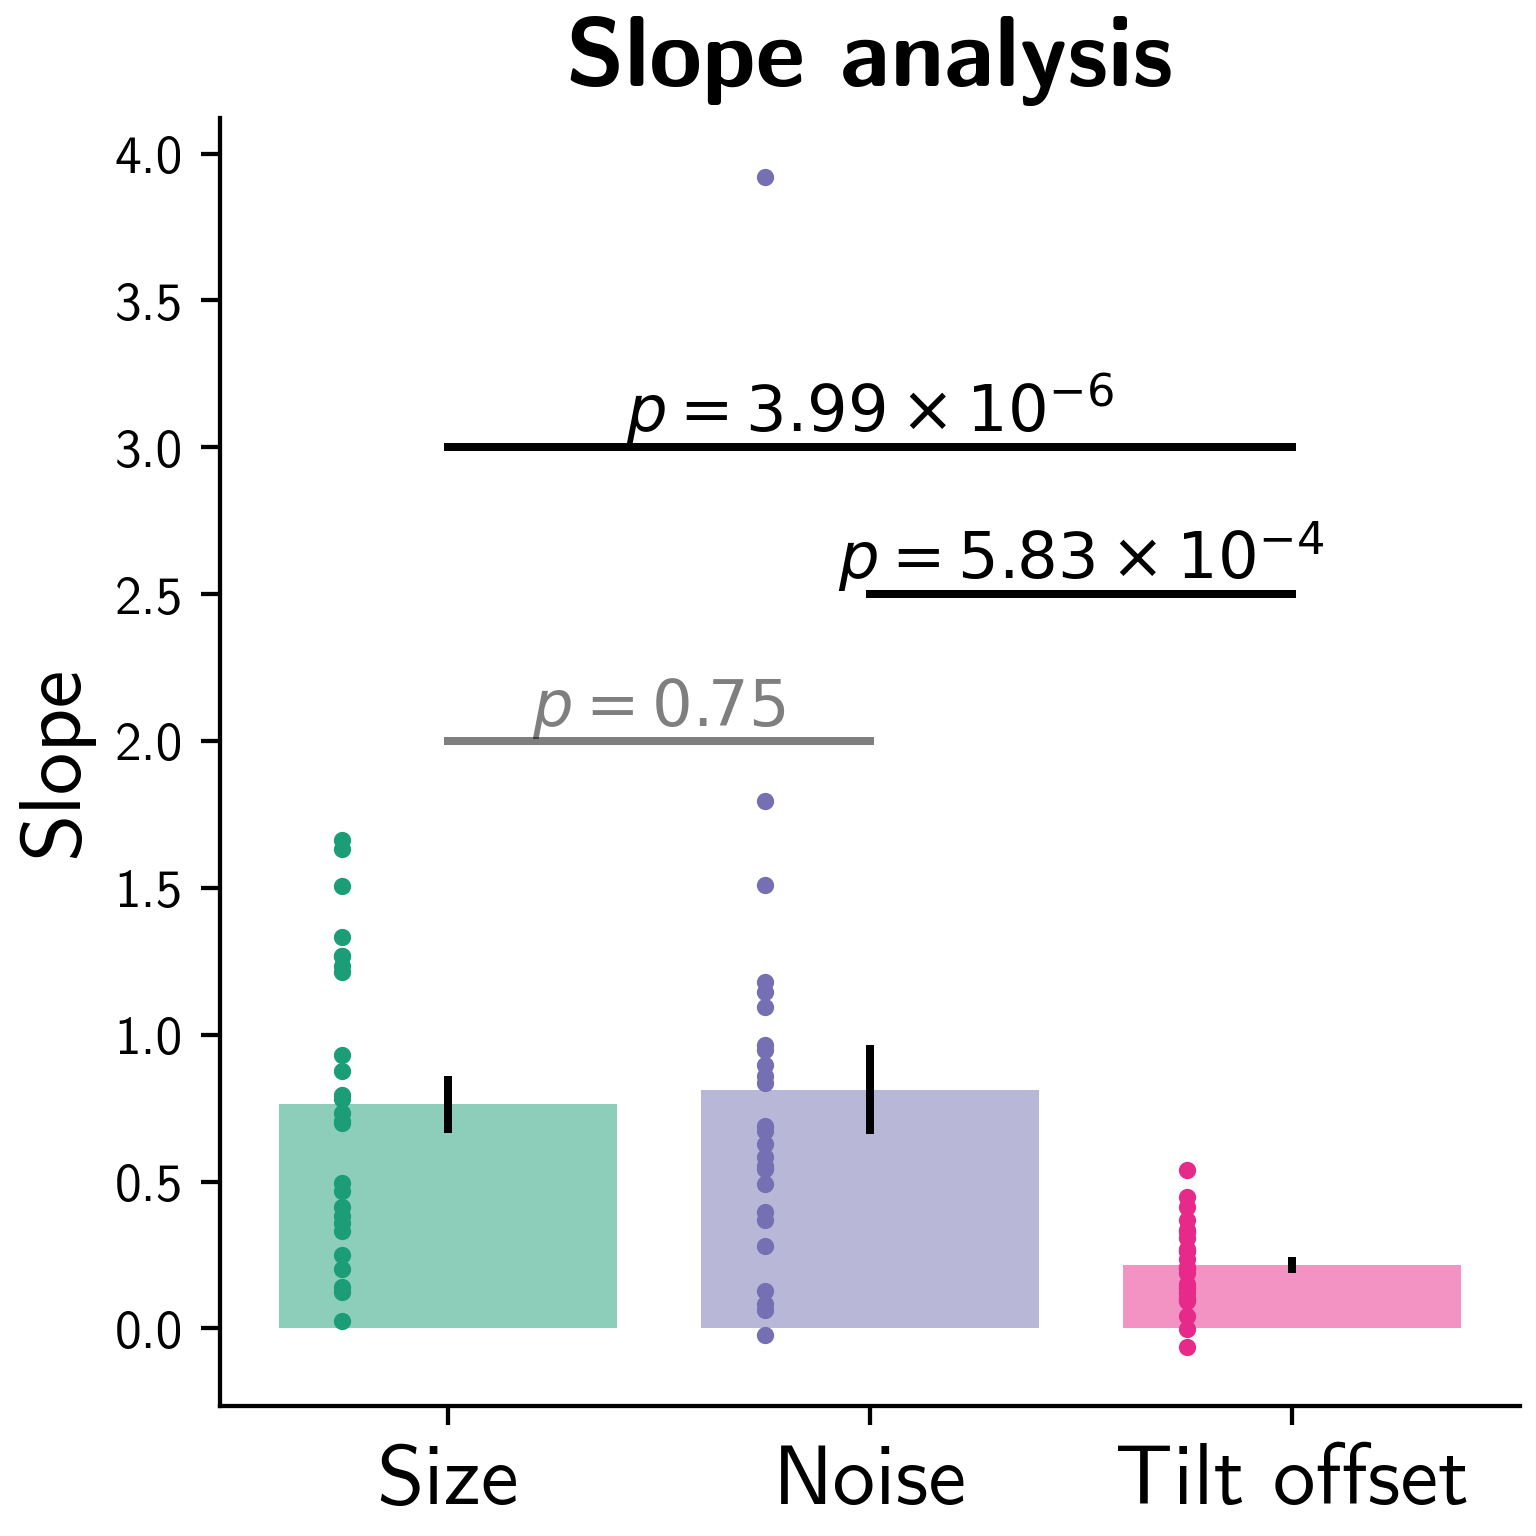 Slope analysis
4.0
3.5
p = 3.99 × 10⁻⁶
3.0
p = 5.83 × 10⁻⁴
2.5
p = 0.75
2.0
Slope
1.5
1.0
0.5
0.0
Size
Noise
Tilt offset